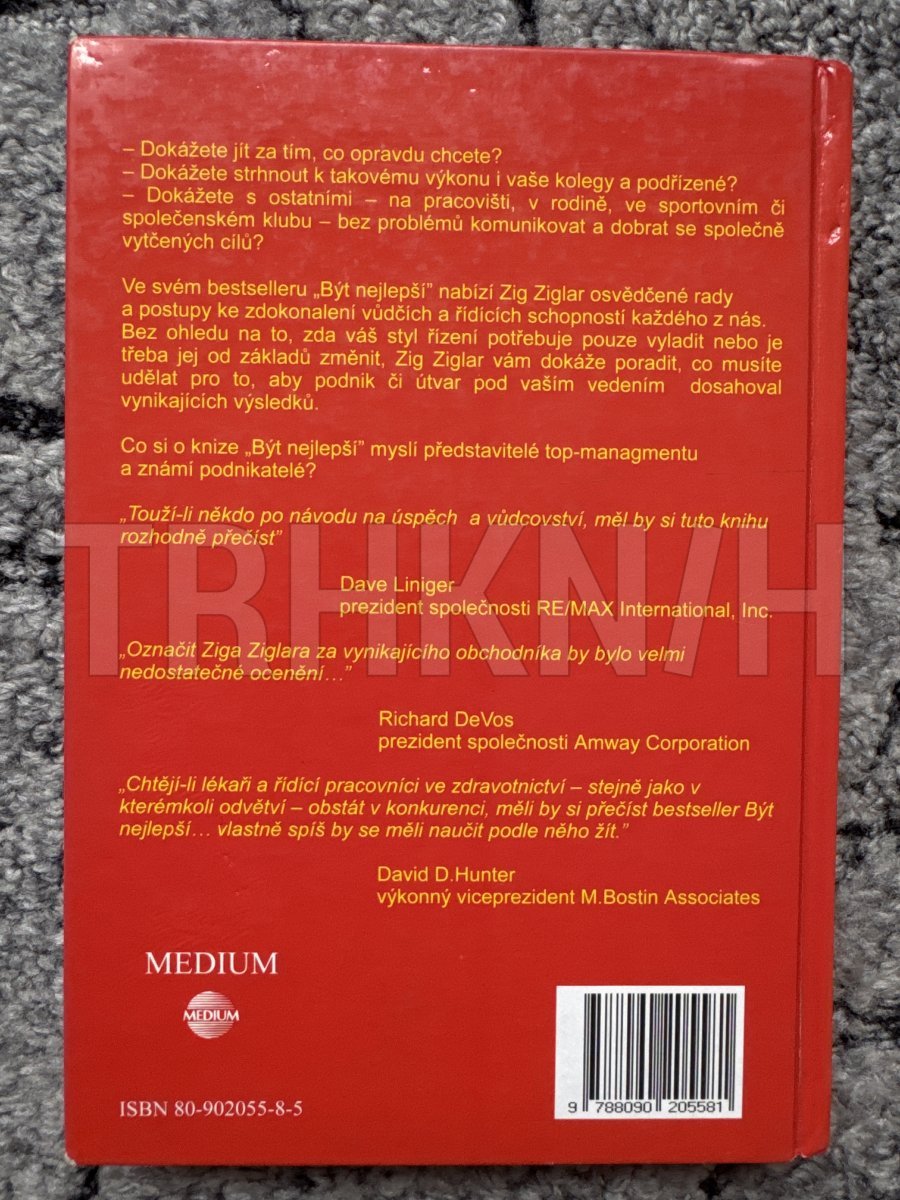 – Dokážete jít za tím, co opravdu chcete?
– Dokážete strhnout k takovému výkonu i vaše kolegy a podřízené?
– Dokážete s ostatními – na pracovišti, v rodině, ve sportovním či
společenském klubu – bez problémů komunikovat a dobrat se společně
vytčených cílů?
Ve svém bestselleru „Být nejlepší” nabízí Zig Ziglar osvědčené rady
a postupy ke zdokonalení vůdčích a řídících schopností každého z nás.
Bez ohledu na to, zda váš styl řízení potřebuje pouze vyladit nebo je
třeba jej od základů změnit, Zig Ziglar vám dokáže poradit, co musíte
udělat pro to, aby podnik či útvar pod vaším vedením dosahoval
vynikajících výsledků.
Co si o knize „Být nejlepší” myslí představitelé top-managmentu
a známí podnikatelé?
„Touží-li někdo po návodu na úspěch a vůdcovství, měl by si tuto knihu
rozhodně přečíst”
TRHKN/H
Dave Liniger
prezident společnosti RE/MAX International, Inc.
„Označit Ziga Ziglara za vynikajícího obchodníka by bylo velmi
nedostatečné ocenění…”
Richard DeVos
prezident společnosti Amway Corporation
„Chtějí-li lékaři a řídící pracovníci ve zdravotnictví – stejně jako v
kterémkoli odvětví – obstát v konkurenci, měli by si přečíst bestseller Být
nejlepší… vlastně spíš by se měli naučit podle něho žít.”
David D.Hunter
výkonný viceprezident M.Bostin Associates
MEDIUM
MEDIUM
ISBN 80-902055-8-5
9 788090 205581